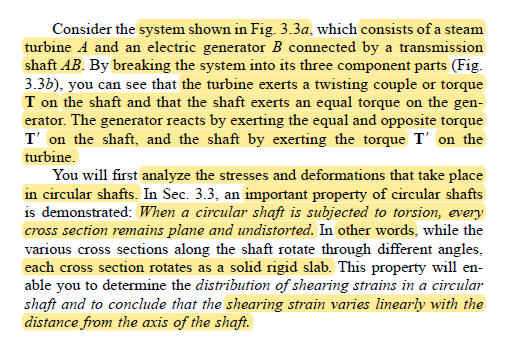 Consider the system shown in Fig. 3.3a, which consists of a steam
turbine A and an electric generator B connected by a transmission
shaft AB. By breaking the system into its three component parts (Fig.
3.3b), you can see that the turbine exerts a twisting couple or torque
T on the shaft and that the shaft exerts an equal torque on the gen-
erator. The generator reacts by exerting the equal and opposite torque
T′ on the shaft, and the shaft by exerting the torque T′ on the
turbine.
You will first analyze the stresses and deformations that take place
in circular shafts. In Sec. 3.3, an important property of circular shafts
is demonstrated: When a circular shaft is subjected to torsion, every
cross section remains plane and undistorted. In other words, while the
various cross sections along the shaft rotate through different angles,
each cross section rotates as a solid rigid slab. This property will en-
able you to determine the distribution of shearing strains in a circular
shaft and to conclude that the shearing strain varies linearly with the
distance from the axis of the shaft.